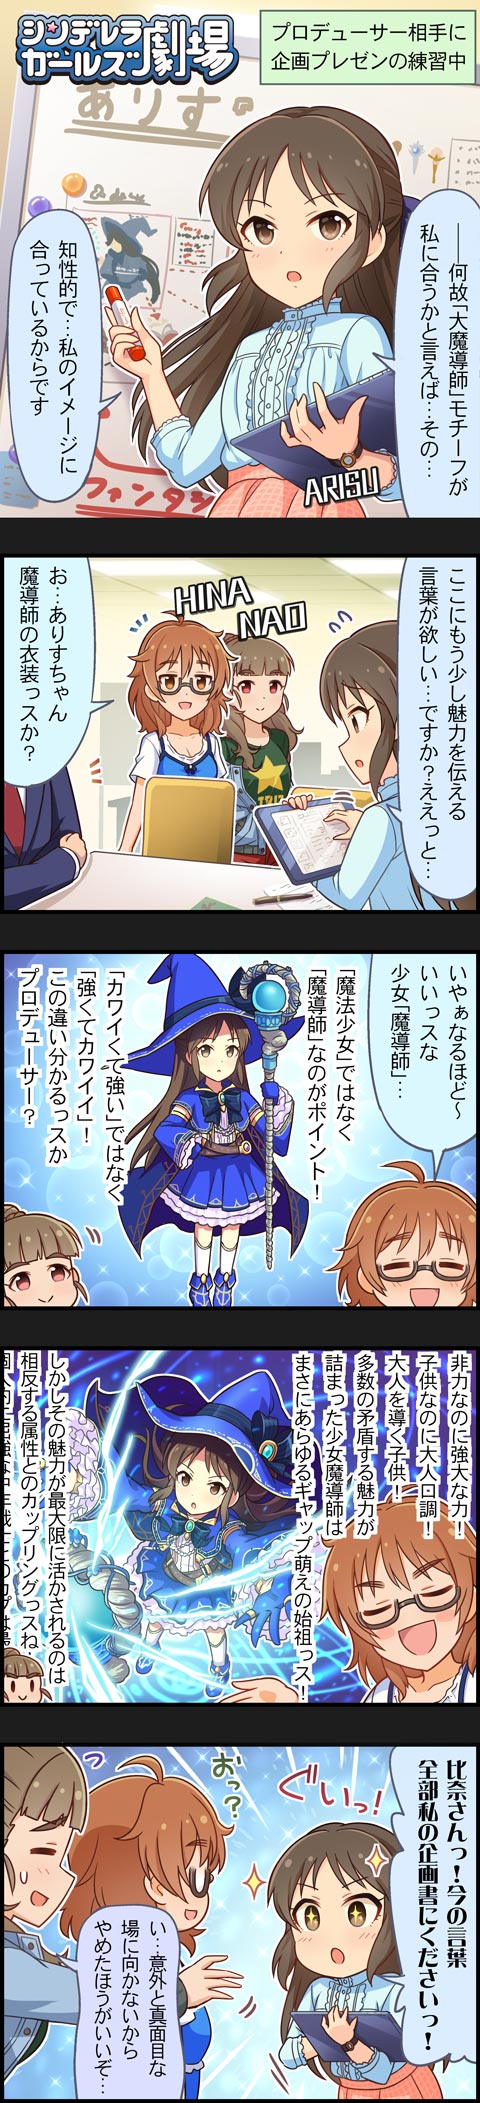 シンデレラ
ガールズ劇場
プロデューサー相手に
企画プレゼンの練習中
ありす
ファンタジ
――何故「大魔導師」モチーフが
私に合うかと言えば…その…
知性的で…私のイメージに
合っているからです
ARISU
HINA
NAO
ここにもう少し魅力を伝える
言葉が欲しい…ですか？ええっと…
お…ありすちゃん
魔導師の衣装っスか？
いやぁなるほど～
いいっスな
少女「魔導師」…
「魔法少女」ではなく
「魔導師」なのがポイント！
「カワイくて強い」ではなく
「強くてカワイイ」！
この違い分かるっスか
プロデューサー？
非力なのに強大な力！
子供なのに大人口調！
大人を導く子供！
多数の矛盾する魅力が
詰まった少女魔導師は
まさにあらゆるギャップ萌えの始祖っス！
しかしその魅力が最大限に活かされるのは
相反する属性とのカップリングっスね！
比奈さんっ！今の言葉
全部私の企画書にくださいっ！
ぐいっ！
おっ？
っ
い…意外と真面目な
場に向かないから
やめたほうがいいぞ…